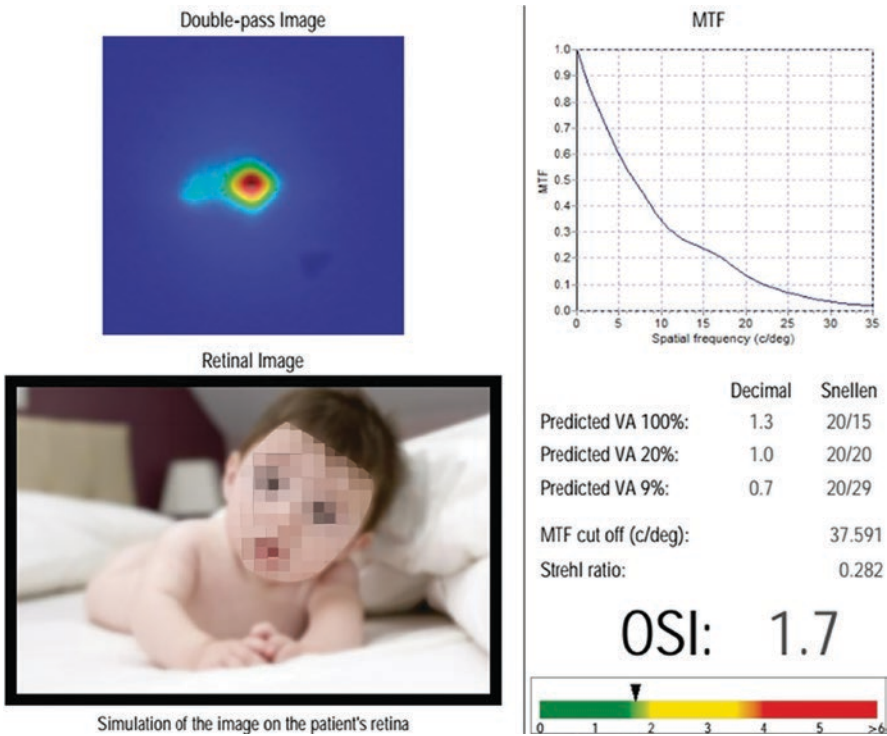 Double-pass Image
Retinal Image
Simulation of the image on the patient's retina
MTF
1.0
0.9
0.8
0.7
0.6
0.5
0.4
0.3
0.2
0.1
0.0
MTF
0 5 10 15 20 25 30 35
Spatial frequency (c/deg)
Decimal Snellen
Predicted VA 100%: 1.3 20/15
Predicted VA 20%: 1.0 20/20
Predicted VA 9%: 0.7 20/29
MTF cut off (c/deg): 37.591
Strehl ratio: 0.282
OSI: 1.7
0 1 2 3 4 5 >6